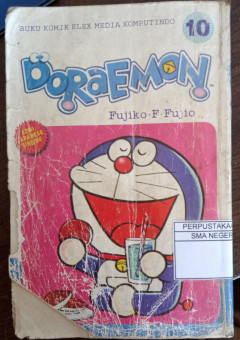 BUKU KOMIK ELEX MEDIA KOMPUTINDO
10
DORAEMON
Fujiko·F·Fujio
PERPUSTAKA
SMA NEGER